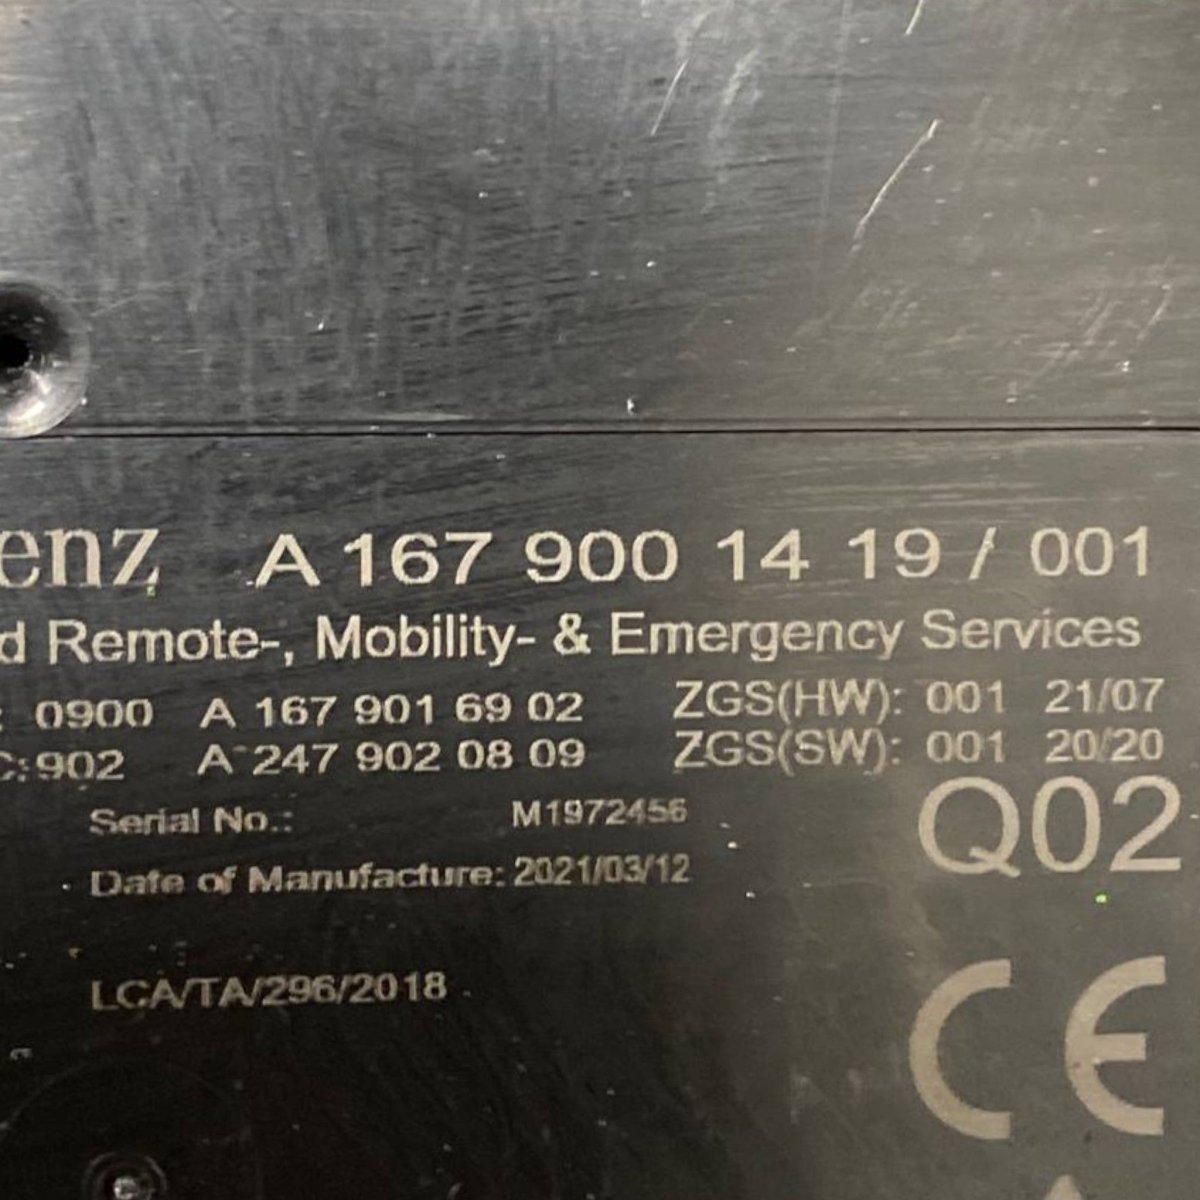 enz A 167 900 14 19 / 001
d Remote-, Mobility- & Emergency Services
: 0900 A 167 901 69 02 ZGS(HW): 001 21/07
C:902 A 247 902 08 09 ZGS(SW): 001 20/20
Serial No.: M1972456 Q02
Date of Manufacture: 2021/03/12
LCA/TA/296/2018
CE